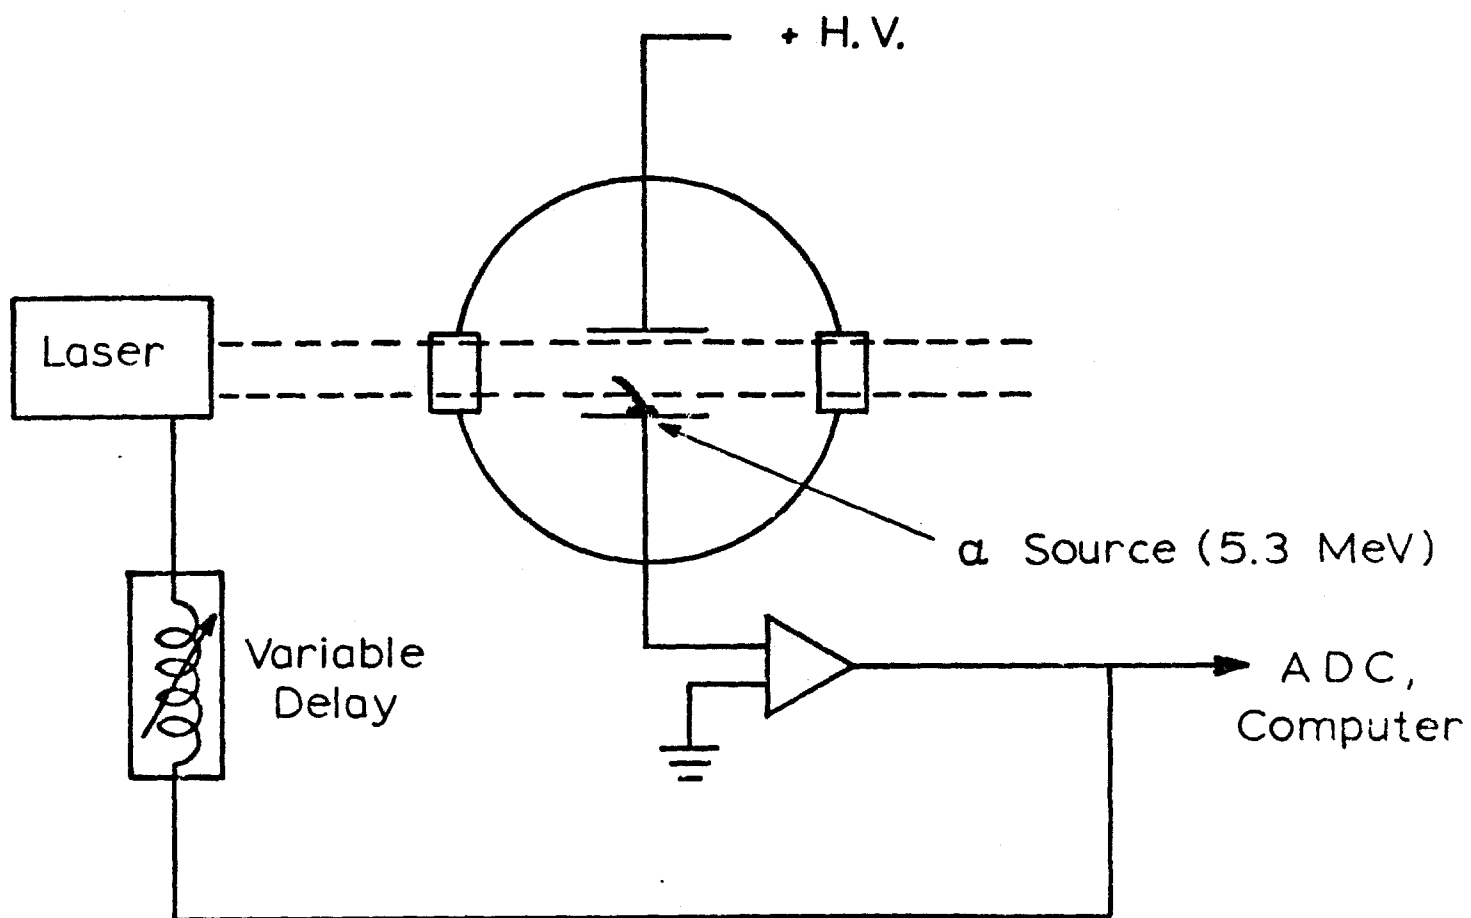 + H.V.
Laser
α Source (5.3 MeV)
Variable
Delay
ADC,
Computer